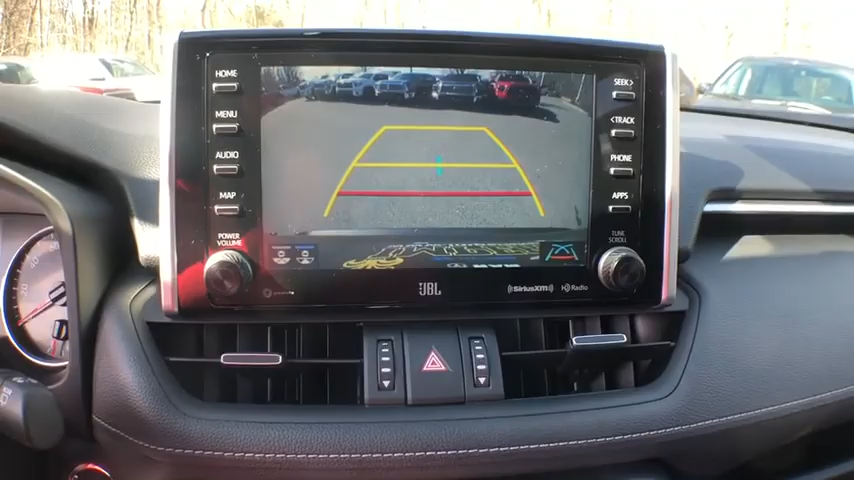 HOME
MENU
AUDIO
MAP
POWER
VOLUME
SEEK>
<TRACK
PHONE
APPS
TUNE
SCROLL
JBL
((SiriusXM))
HD Radio